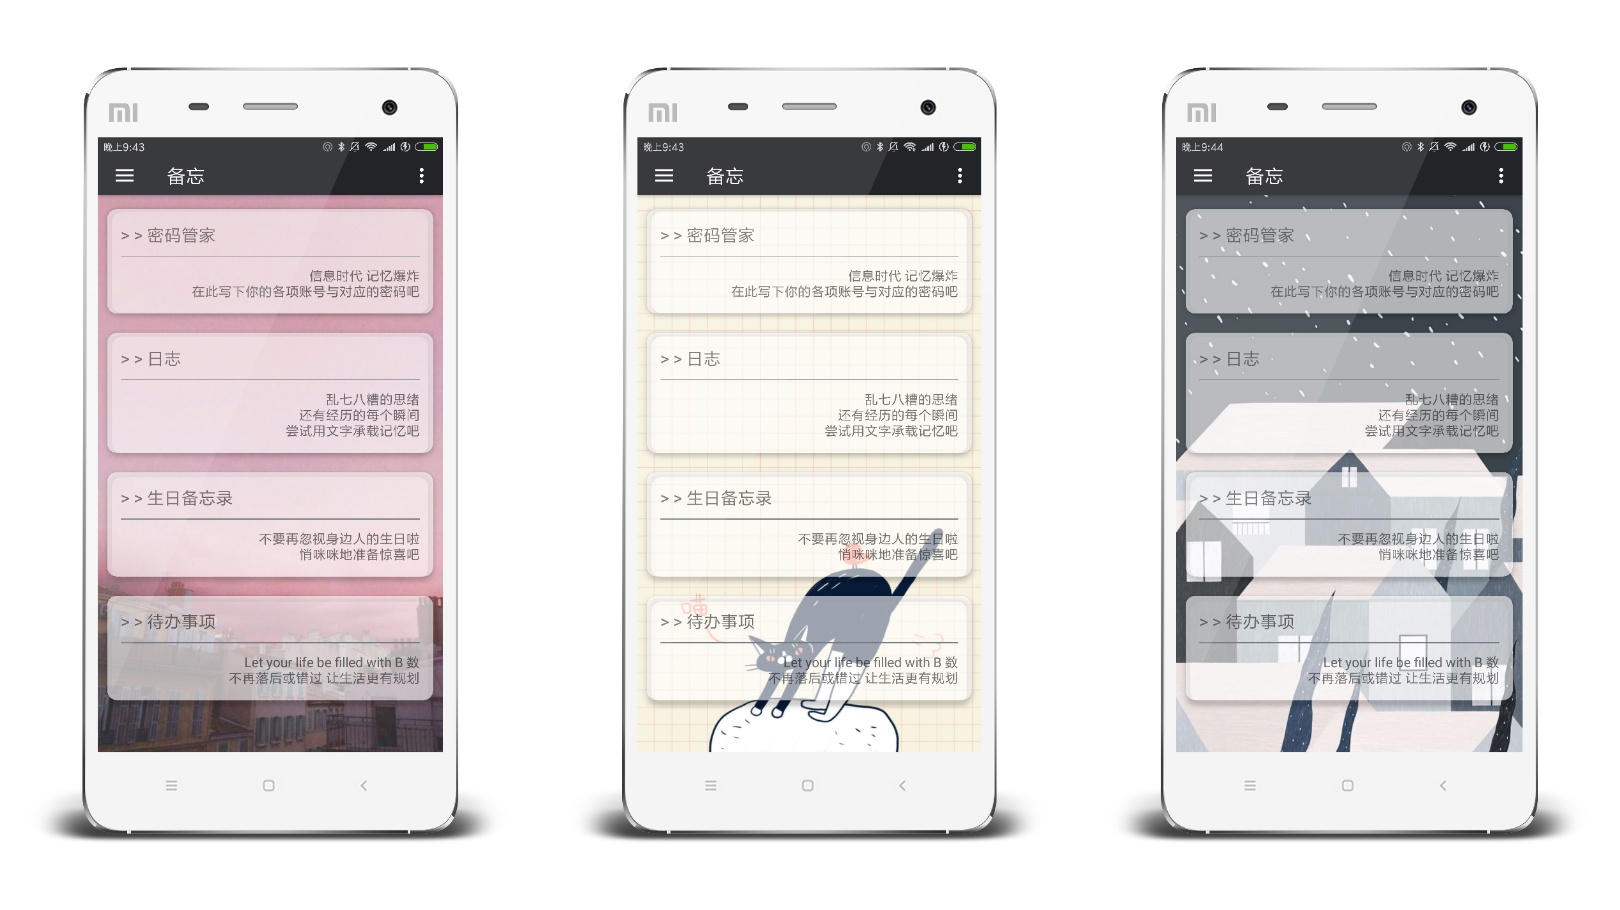 MI
晚上9:43
备忘
> > 密码管家
信息时代 记忆爆炸
在此写下你的各项账号与对应的密码吧
> > 日志
乱七八糟的思绪
还有经历的每个瞬间
尝试用文字承载记忆吧
> > 生日备忘录
不要再忽视身边人的生日啦
悄咪咪地准备惊喜吧
> > 待办事项
Let your life be filled with B 数
不再落后或错过 让生活更有规划
MI
晚上9:43
备忘
> > 密码管家
信息时代 记忆爆炸
在此写下你的各项账号与对应的密码吧
> > 日志
乱七八糟的思绪
还有经历的每个瞬间
尝试用文字承载记忆吧
> > 生日备忘录
不要再忽视身边人的生日啦
悄咪咪地准备惊喜吧
喵
> > 待办事项
Let your life be filled with B 数
不再落后或错过 让生活更有规划
MI
晚上9:44
备忘
> > 密码管家
信息时代 记忆爆炸
在此写下你的各项账号与对应的密码吧
> > 日志
乱七八糟的思绪
还有经历的每个瞬间
尝试用文字承载记忆吧
> > 生日备忘录
不要再忽视身边人的生日啦
悄咪咪地准备惊喜吧
> > 待办事项
Let your life be filled with B 数
不再落后或错过 让生活更有规划